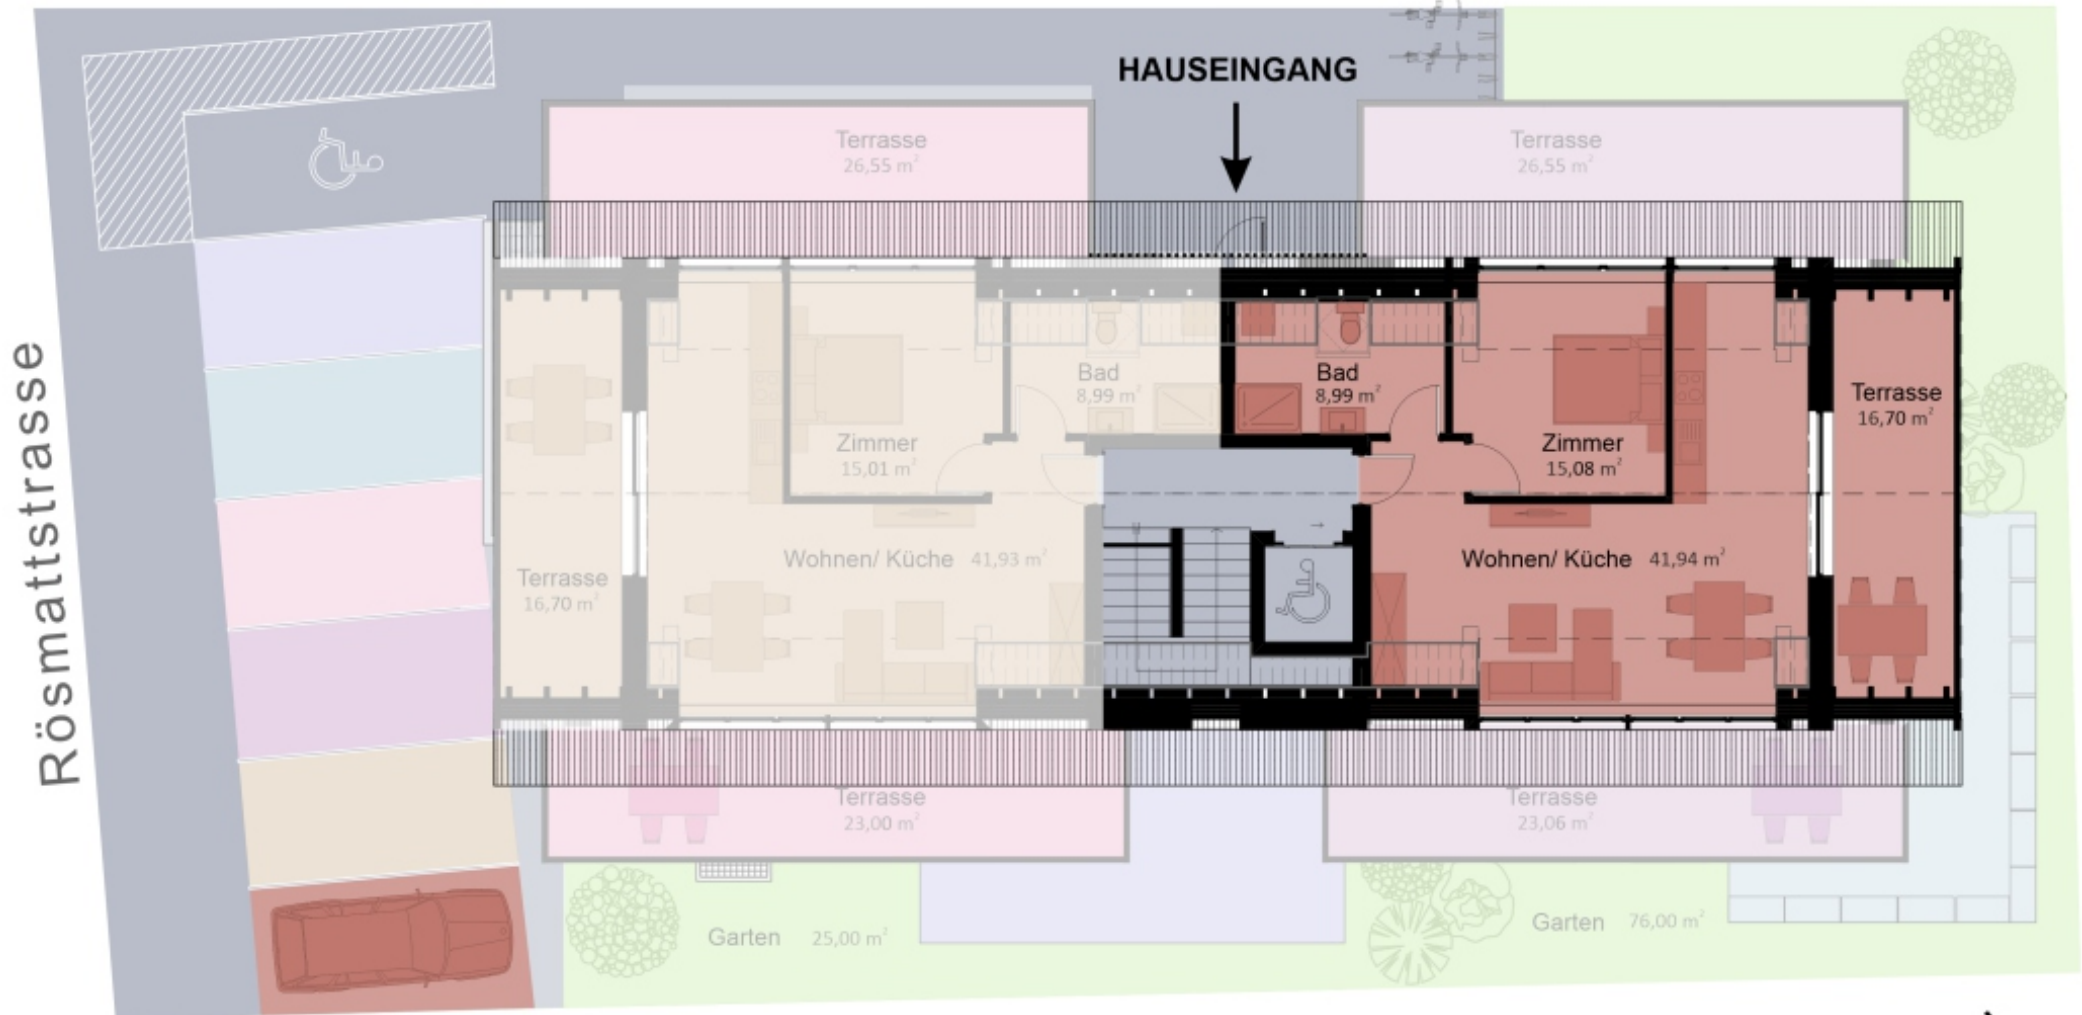 HAUSEINGANG
Terrasse
26,55 m²
Terrasse
26,55 m²
Rösmattstrasse
Bad
8,99 m²
Bad
8,99 m²
Zimmer
15,01 m²
Zimmer
15,08 m²
Terrasse
16,70 m²
Wohnen/ Küche 41,93 m²
Wohnen/ Küche 41,94 m²
Terrasse
16,70 m²
Terrasse
23,00 m²
Terrasse
23,06 m²
Garten 25,00 m²
Garten 76,00 m²